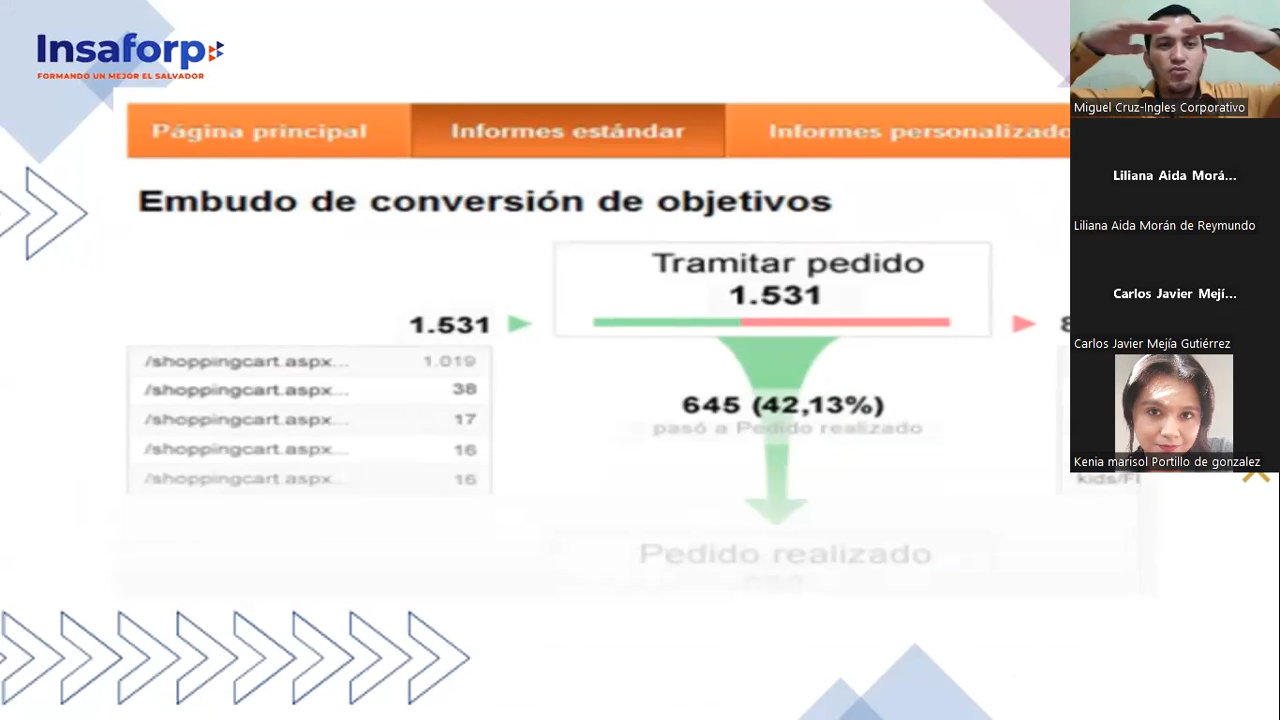 Insaforp
FORMANDO UN MEJOR EL SALVADOR
Página principal
Informes estándar
Informes personalizado
Embudo de conversión de objetivos
Tramitar pedido
1.531
1.531
8
/shoppingcart.aspx... 1.019
/shoppingcart.aspx... 38
/shoppingcart.aspx... 17
/shoppingcart.aspx... 16
/shoppingcart.aspx... 16
645 (42,13%)
pasó a Pedido realizado
Pedido realizado
kids/Fl
Miguel Cruz-Ingles Corporativo
Liliana Aida Morá...
Liliana Aida Morán de Reymundo
Carlos Javier Mejí...
Carlos Javier Mejía Gutiérrez
Kenia marisol Portillo de gonzalez